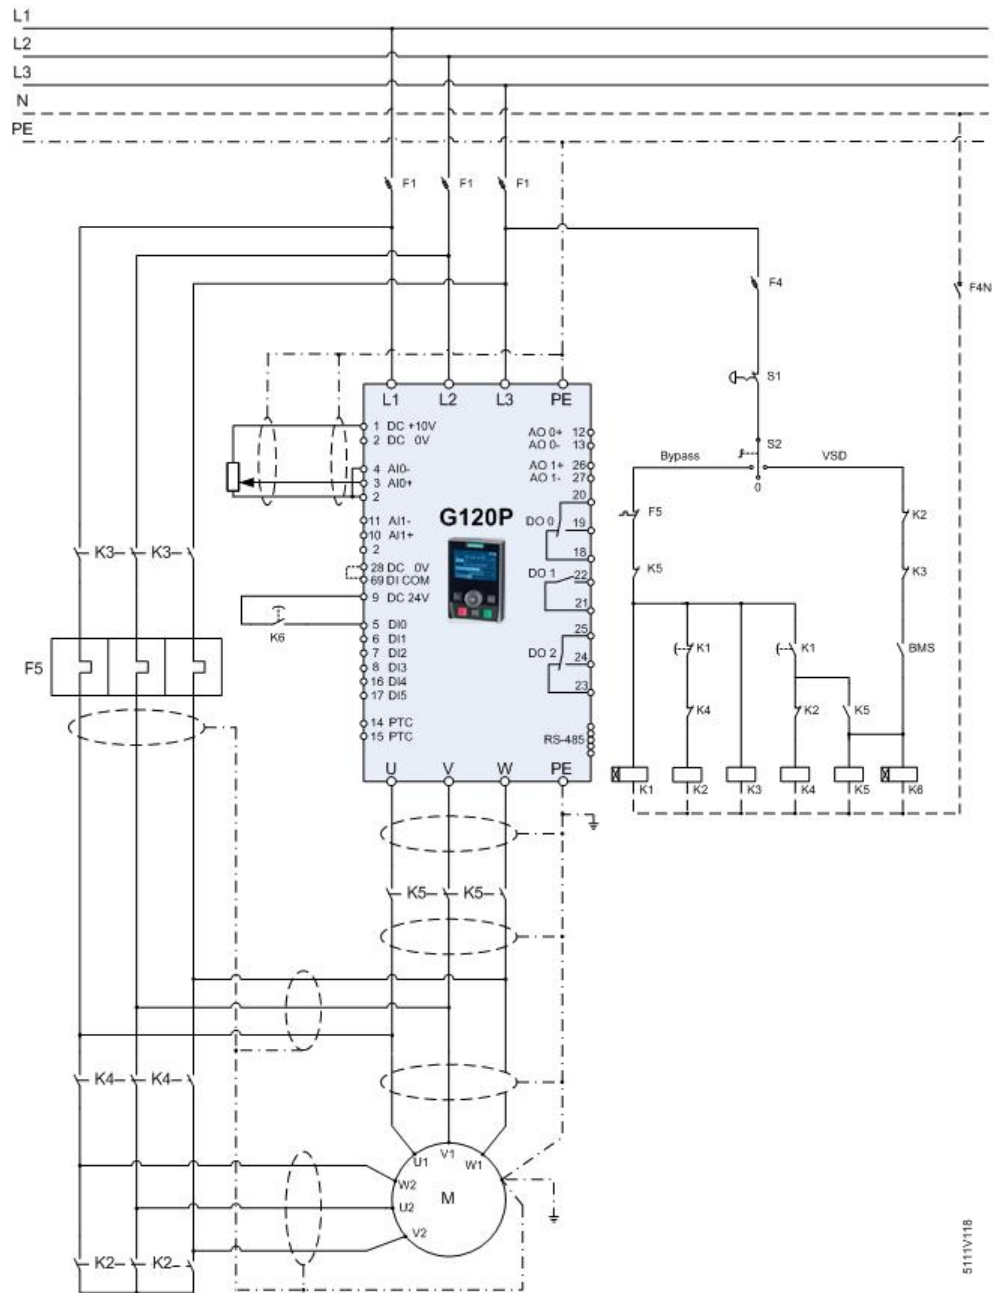 L1
L2
L3
N
PE
F1 F1 F1
F4
F4N
S1
L1 L2 L3 PE
1 DC +10V
2 DC 0V
4 AI0-
3 AI0+
2
11 AI1-
10 AI1+
2
28 DC 0V
69 DI COM
9 DC 24V
5 DI0
6 DI1
7 DI2
8 DI3
16 DI4
17 DI5
14 PTC
15 PTC
K6
G120P
AO 0+ 12
AO 0- 13
AO 1+ 26
AO 1- 27
20
DO 0 19
18
DO 1 22
21
25
DO 2 24
23
RS-485
U V W PE
S2
Bypass VSD
0
F5 K2
K5 K3
K1 K1 BMS
K4 K2 K5
K1 K2 K3 K4 K5 K6
K3 K3
F5
K5 K5
K4 K4
U1 V1 W1
W2
M
U2
V2
K2 K2
5111V118